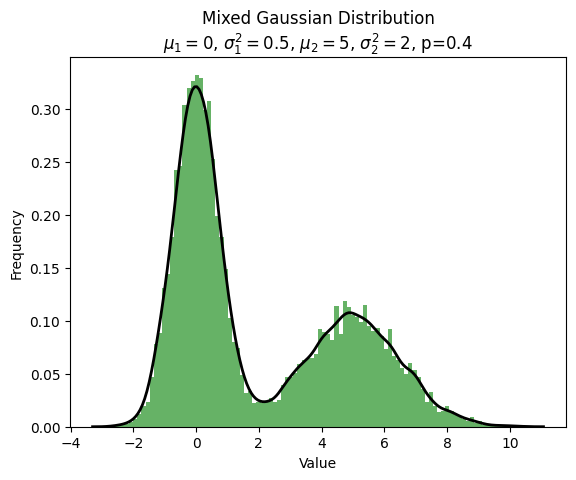 Mixed Gaussian Distribution
μ₁ = 0, σ₁² = 0.5, μ₂ = 5, σ₂² = 2, p=0.4
Frequency
0.30
0.25
0.20
0.15
0.10
0.05
0.00
−4 −2 0 2 4 6 8 10
Value